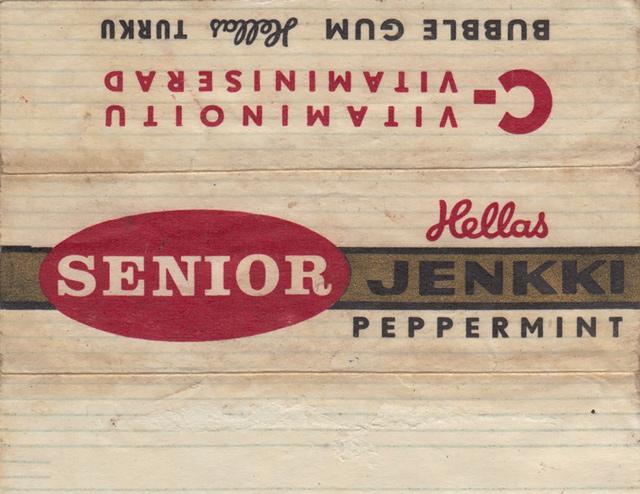 BUBBLE GUM Hellas TURKU
C-VITAMINOITU
VITAMINISERAD
SENIOR
Hellas
JENKKI
PEPPERMINT